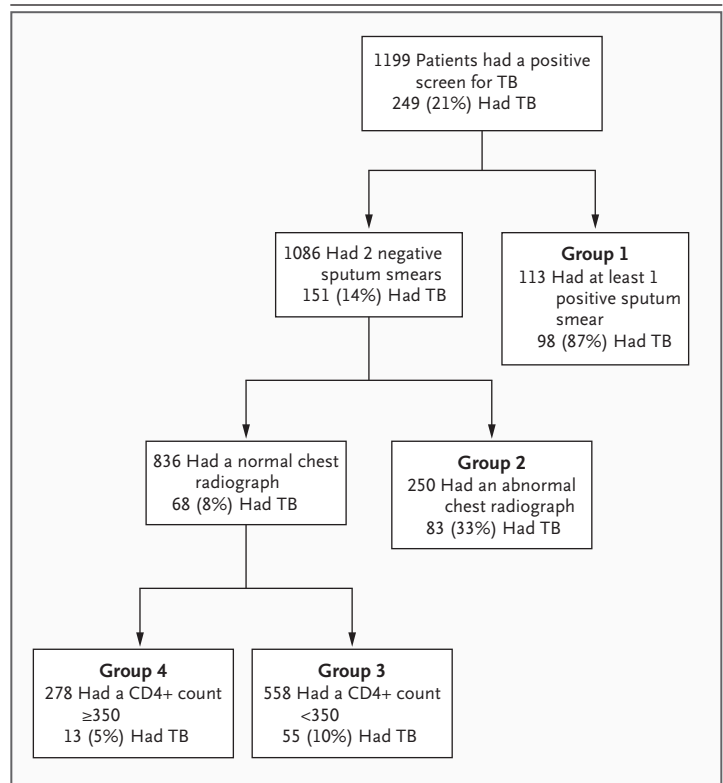 1199 Patients had a positive
screen for TB
249 (21%) Had TB
1086 Had 2 negative
sputum smears
151 (14%) Had TB
Group 1
113 Had at least 1
positive sputum
smear
98 (87%) Had TB
836 Had a normal chest
radiograph
68 (8%) Had TB
Group 2
250 Had an abnormal
chest radiograph
83 (33%) Had TB
Group 4
278 Had a CD4+ count
≥350
13 (5%) Had TB
Group 3
558 Had a CD4+ count
<350
55 (10%) Had TB